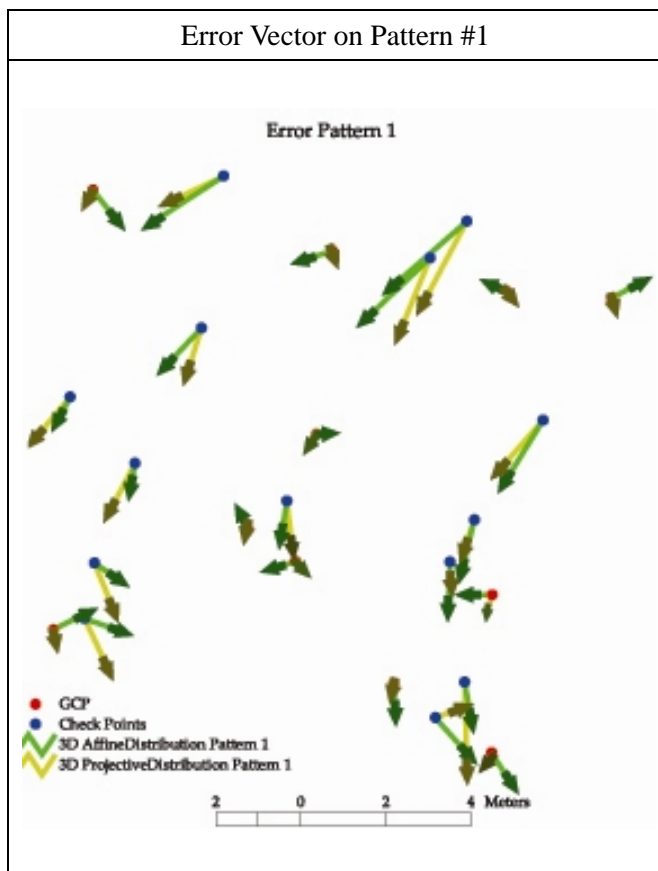 Error Vector on Pattern #1
Error Pattern 1
GCP
Check Points
3D AffineDistribution Pattern 1
3D ProjectiveDistribution Pattern 1
2 0 2 4 Meters